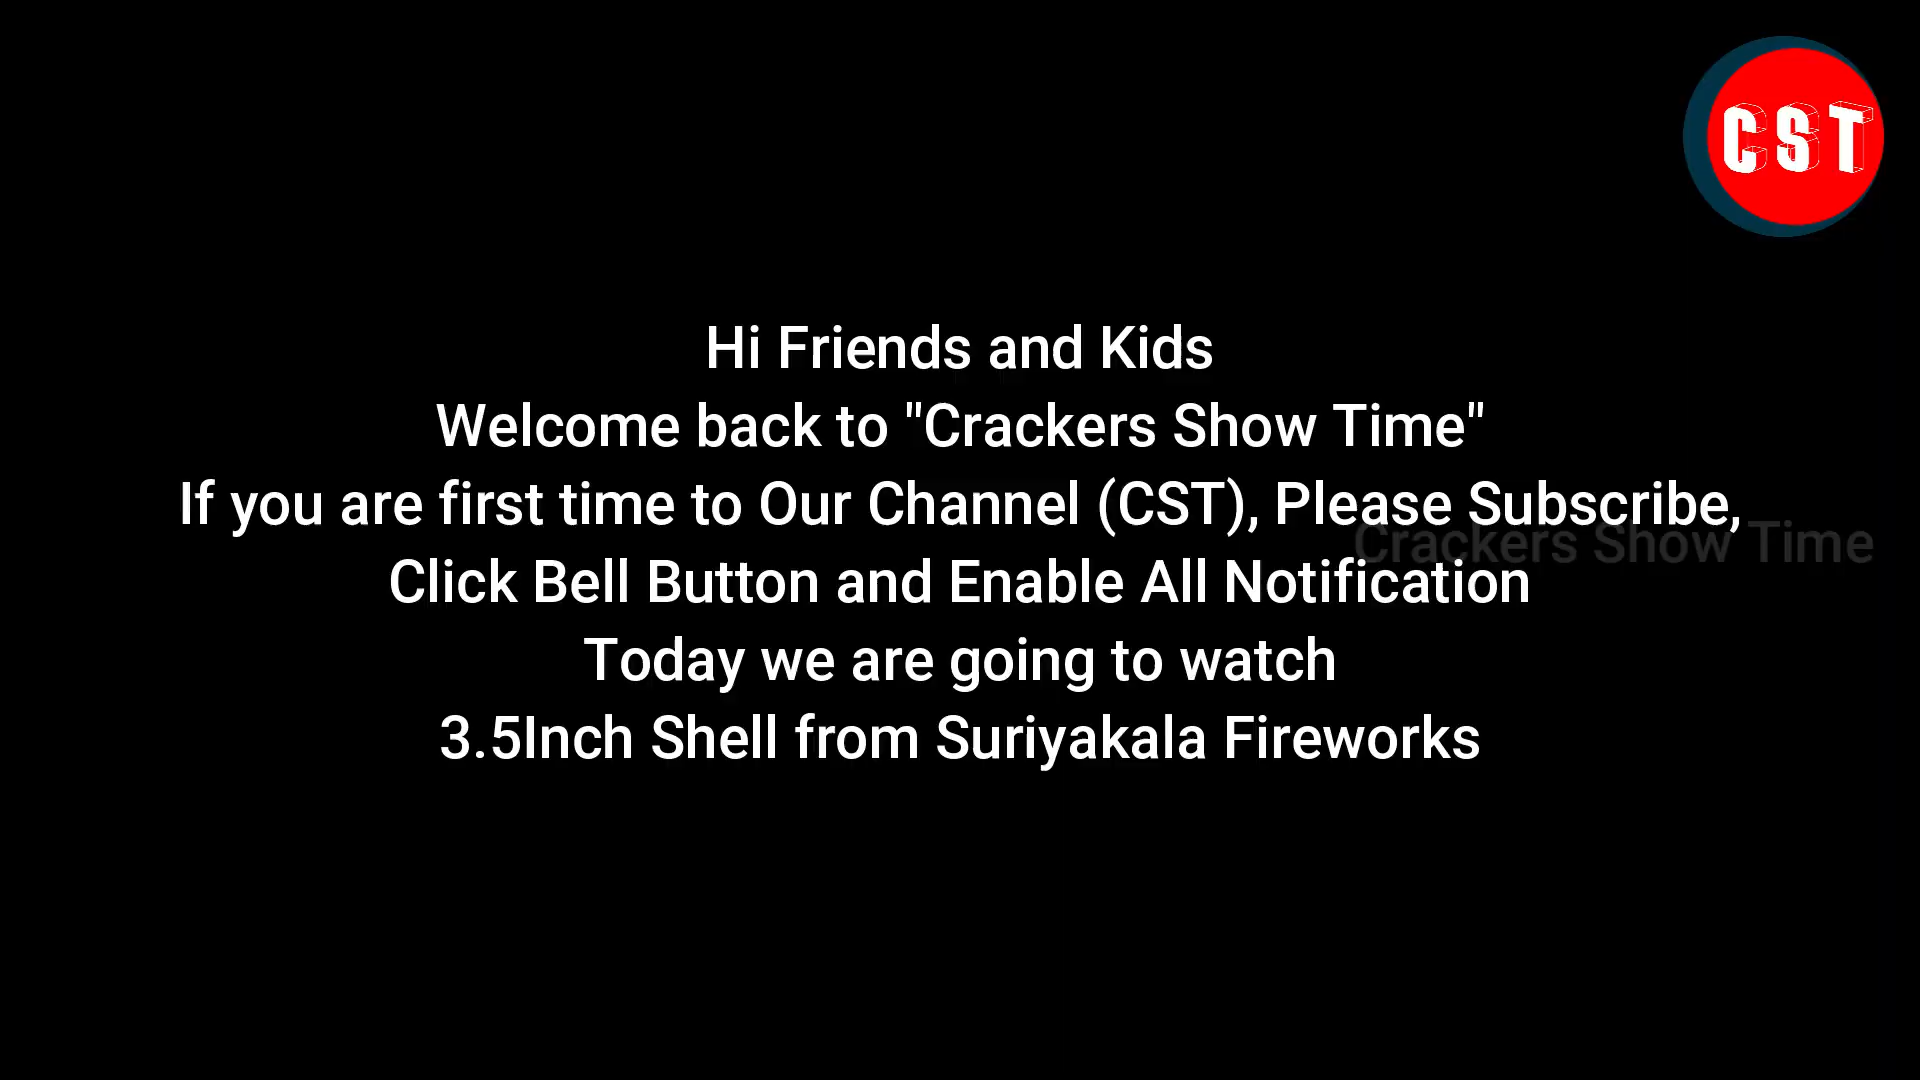 CST
Hi Friends and Kids
Welcome back to "Crackers Show Time"
If you are first time to Our Channel (CST), Please Subscribe,
Crackers Show Time
Click Bell Button and Enable All Notification
Today we are going to watch
3.5Inch Shell from Suriyakala Fireworks